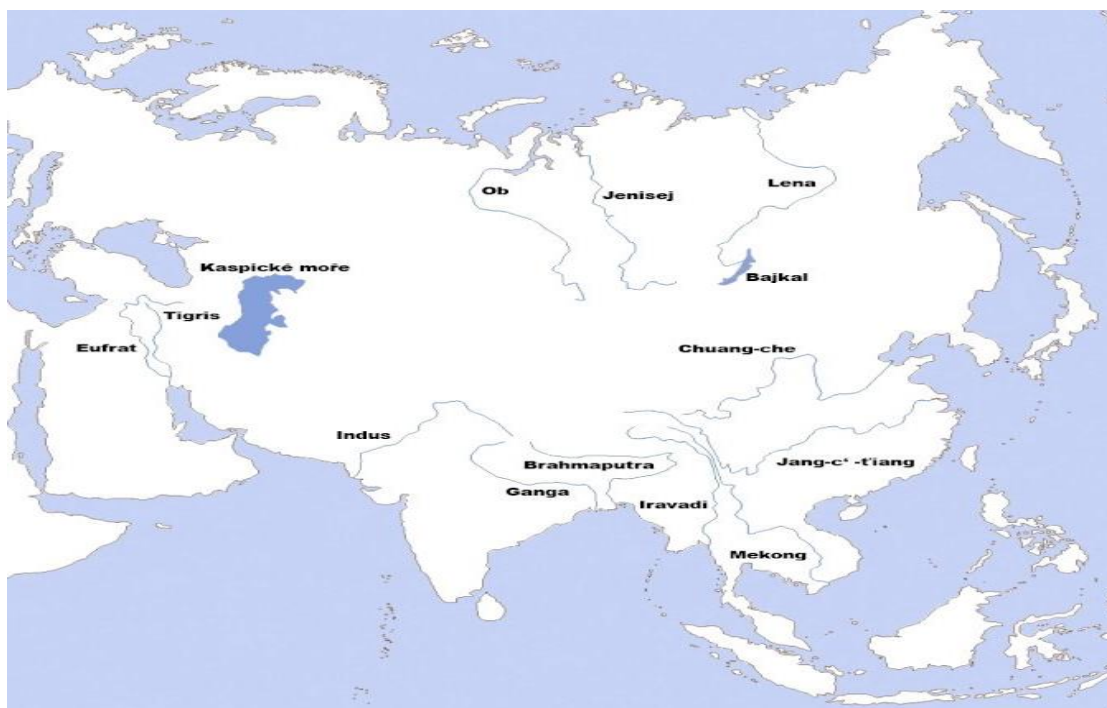 Ob
Jenisej
Lena
Kaspické moře
Bajkal
Tigris
Eufrat
Chuang-che
Indus
Brahmaputra
Jang-c‘ -ťiang
Ganga
Iravadi
Mekong